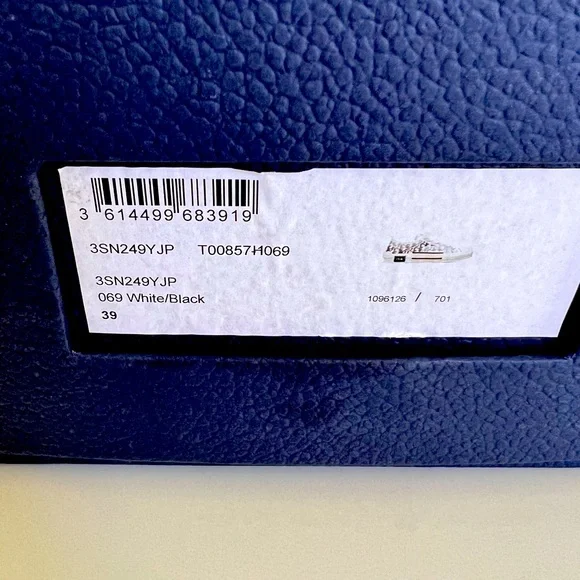 3 614499 683919
3SN249YJP T00857H069
3SN249YJP
069 White/Black
1096126 / 701
39